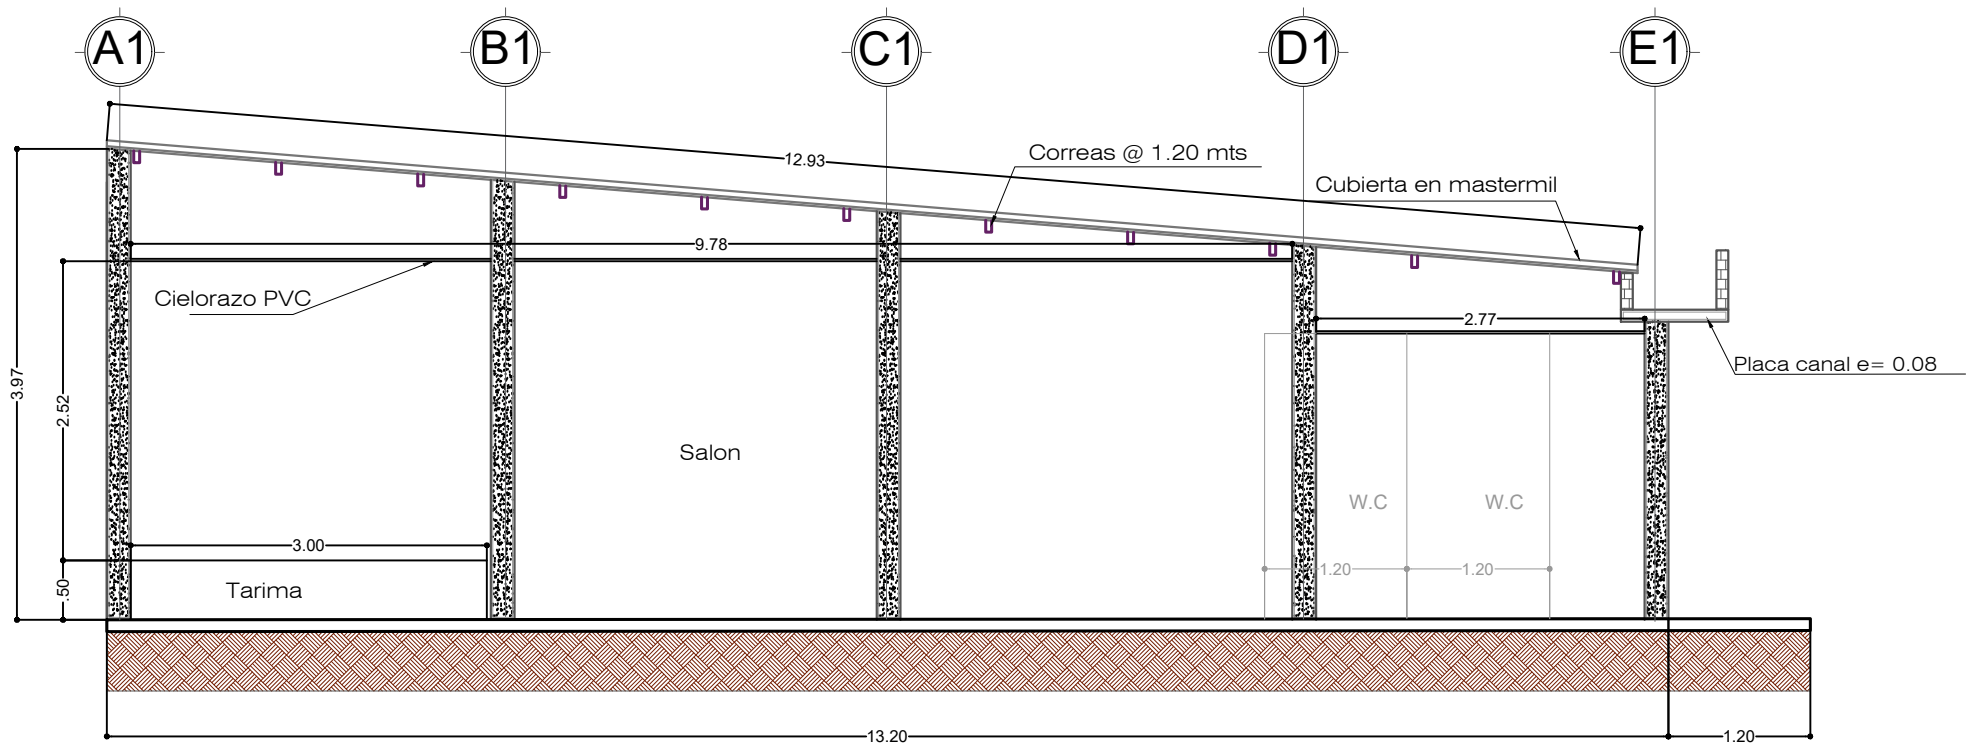 A1
B1
C1
D1
E1
12.93
Correas @ 1.20 mts
Cubierta en mastermil
9.78
Cielorazo PVC
2.77
Placa canal e= 0.08
3.97
2.52
Salon
W.C
W.C
3.00
1.20
1.20
.50
Tarima
13.20
1.20